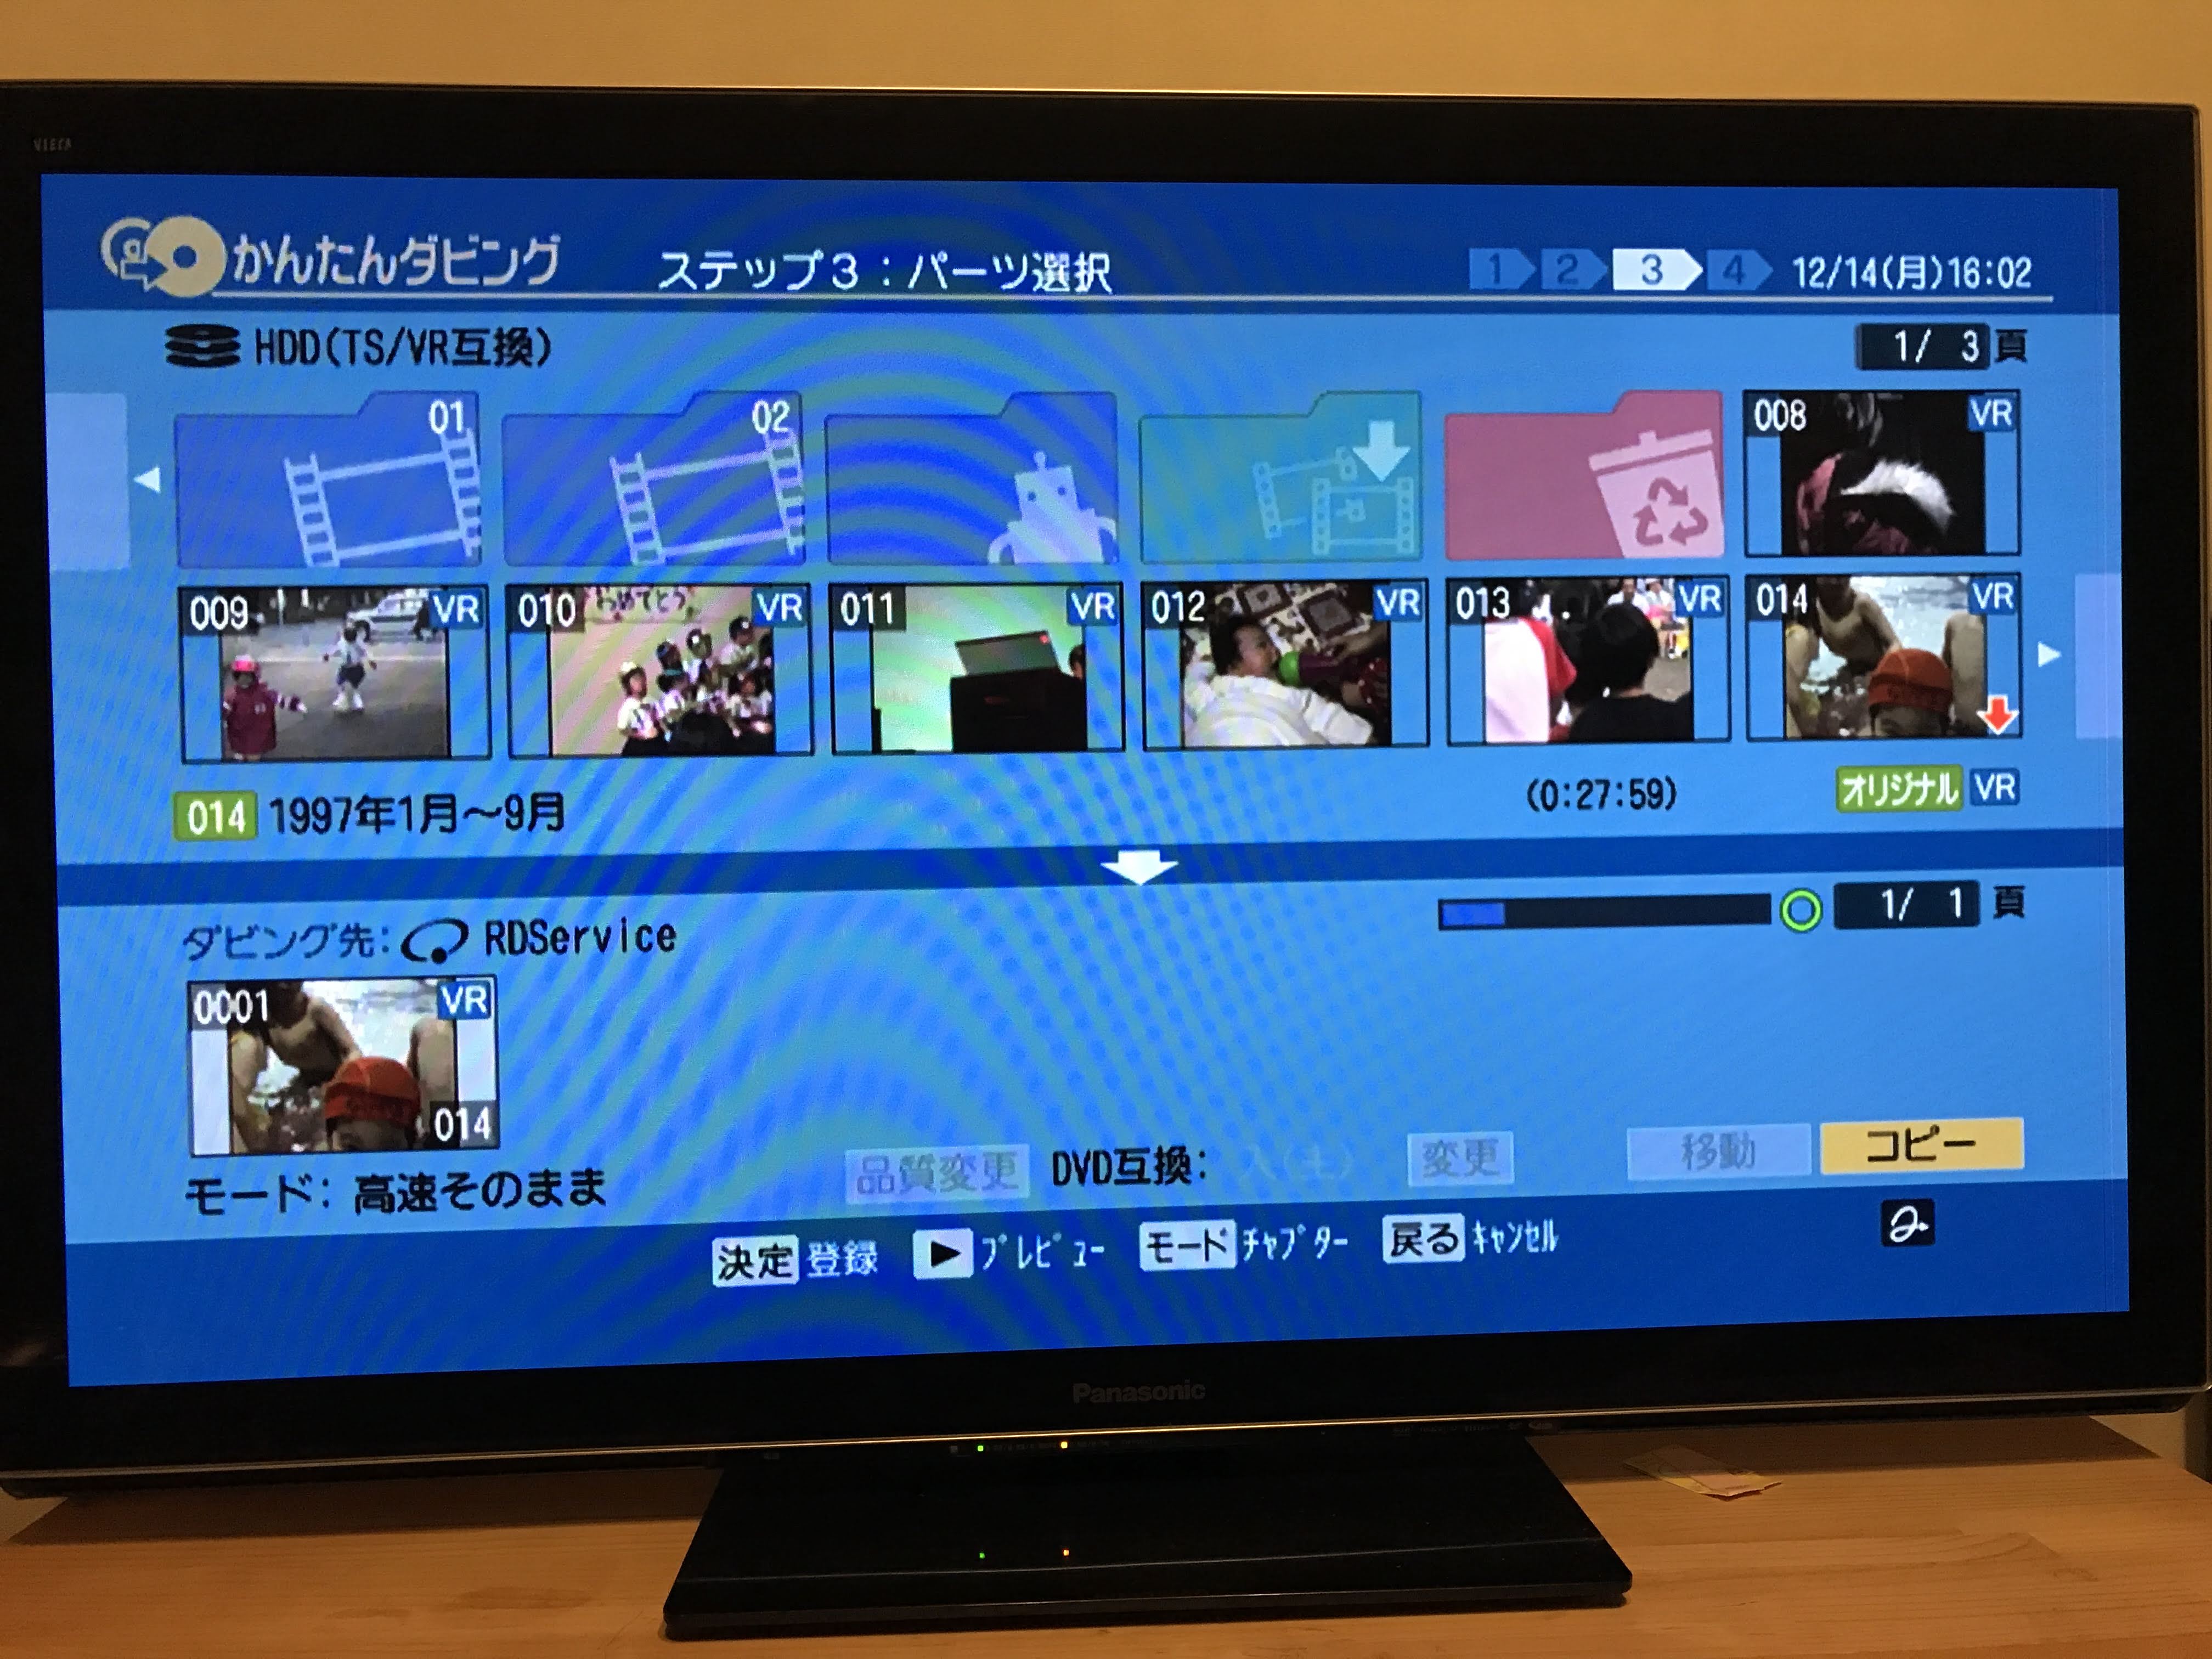 VIERA
かんたんダビング ステップ3:パーツ選択 1 2 3 4 12/14(月)16:02
HDD(TS/VR互換) 1/ 3 頁
01 02 008 VR
009 VR 010 VR 011 VR 012 VR 013 VR 014 VR
014 1997年1月~9月 (0:27:59) オリジナル VR
ダビング先: RDService 1/ 1 頁
0001 VR
014
品質変更 DVD互換: 入(主) 変更 移動 コピー
モード: 高速そのまま
決定 登録 プレビュー モード チャプター 戻る キャンセル
Panasonic